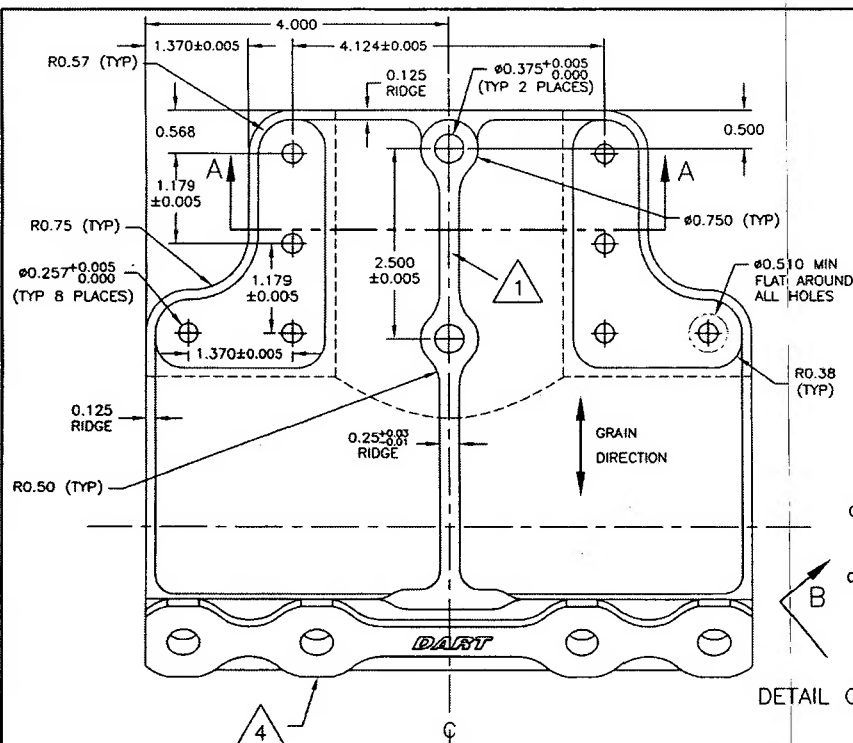 4.000
1.370±0.005
4.124±0.005
R0.57 (TYP)
0.125
RIDGE
ø0.375+0.005
0.000
(TYP 2 PLACES)
0.568
0.500
A
A
1.179
±0.005
R0.75 (TYP)
ø0.750 (TYP)
2.500
±0.005
ø0.257+0.005
0.000
(TYP 8 PLACES)
1.179
±0.005
1
ø0.510 MIN
FLAT AROUND
ALL HOLES
1.370±0.005
R0.38
(TYP)
0.125
RIDGE
0.25+0.03
-0.01
RIDGE
GRAIN
DIRECTION
R0.50 (TYP)
B
DART
DETAIL C
4
℄